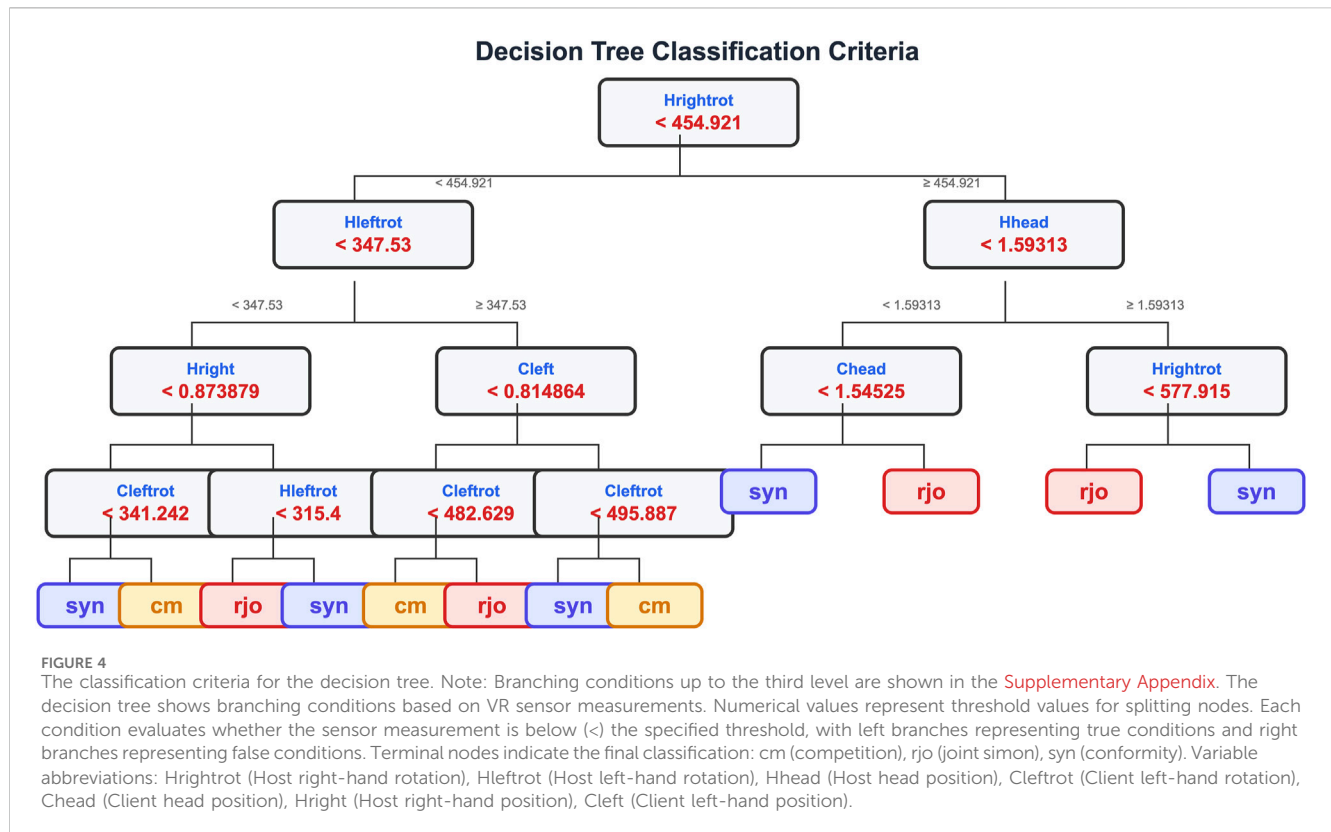 Decision Tree Classification Criteria
Hrightrot
< 454.921
< 454.921
≥ 454.921
Hleftrot
< 347.53
Hhead
< 1.59313
< 347.53
≥ 347.53
< 1.59313
≥ 1.59313
Hright
< 0.873879
Cleft
< 0.814864
Chead
< 1.54525
Hrightrot
< 577.915
Cleftrot
< 341.242
Hleftrot
< 315.4
Cleftrot
< 482.629
Cleftrot
< 495.887
syn
rjo
rjo
syn
syn
cm
rjo
syn
cm
rjo
syn
cm
FIGURE 4
The classification criteria for the decision tree. Note: Branching conditions up to the third level are shown in the Supplementary Appendix. The
decision tree shows branching conditions based on VR sensor measurements. Numerical values represent threshold values for splitting nodes. Each
condition evaluates whether the sensor measurement is below (<) the specified threshold, with left branches representing true conditions and right
branches representing false conditions. Terminal nodes indicate the final classification: cm (competition), rjo (joint simon), syn (conformity). Variable
abbreviations: Hrightrot (Host right-hand rotation), Hleftrot (Host left-hand rotation), Hhead (Host head position), Cleftrot (Client left-hand rotation),
Chead (Client head position), Hright (Host right-hand position), Cleft (Client left-hand position).